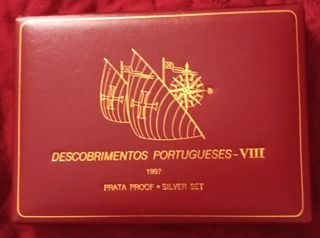 DESCOBRIMENTOS PORTUGUESES - VIII
1997
PRATA PROOF • SILVER SET